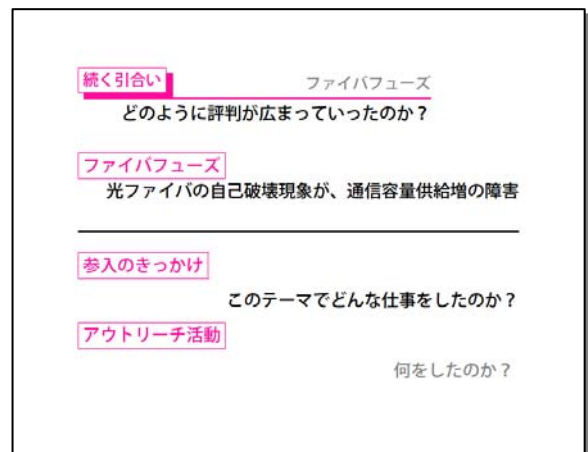 続く引合い ファイバフューズ
どのように評判が広まっていったのか？
ファイバフューズ
光ファイバの自己破壊現象が、通信容量供給増の障害
参入のきっかけ
このテーマでどんな仕事をしたのか？
アウトリーチ活動
何をしたのか？